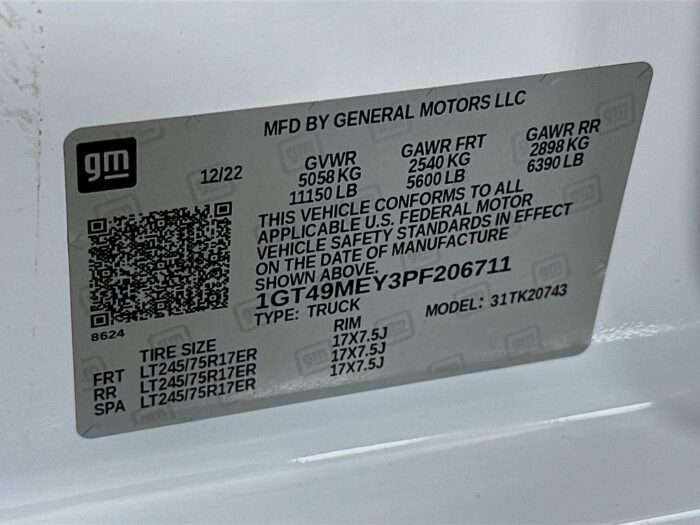 MFD BY GENERAL MOTORS LLC
gm
12/22
GVWR
5058 KG
11150 LB
GAWR FRT
2540 KG
5600 LB
GAWR RR
2898 KG
6390 LB
THIS VEHICLE CONFORMS TO ALL
APPLICABLE U.S. FEDERAL MOTOR
VEHICLE SAFETY STANDARDS IN EFFECT
ON THE DATE OF MANUFACTURE
SHOWN ABOVE.
1GT49MEY3PF206711
TYPE: TRUCK
MODEL: 31TK20743
8624
TIRE SIZE RIM
FRT LT245/75R17ER 17X7.5J
RR LT245/75R17ER 17X7.5J
SPA LT245/75R17ER 17X7.5J